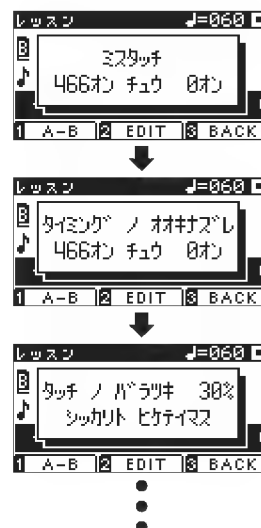 レッスン ♩=060
B ミスタッチ
♪ 466オン チュウ 0オン
1 A-B 2 EDIT 3 BACK
レッスン ♩=060
B タイミング ノ オオキナズレ
♪ 466オン チュウ 0オン
1 A-B 2 EDIT 3 BACK
レッスン ♩=060
B タッチ ノ バラツキ 30%
♪ シッカリト ヒケテイマス
1 A-B 2 EDIT 3 BACK